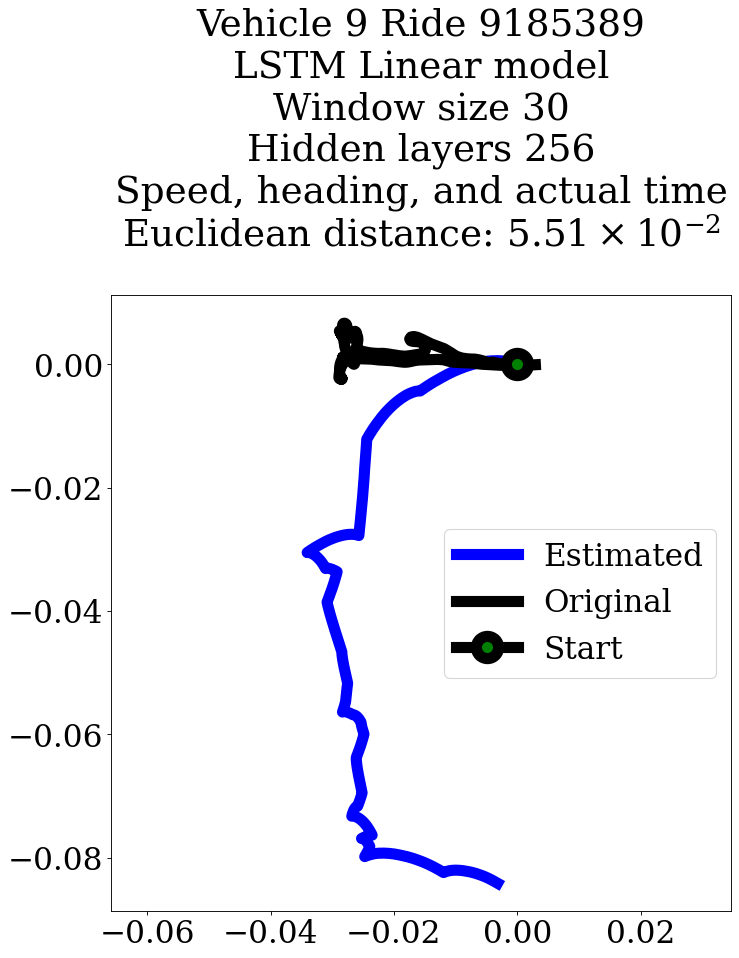 Vehicle 9 Ride 9185389
LSTM Linear model
Window size 30
Hidden layers 256
Speed, heading, and actual time
Euclidean distance: 5.51 × 10⁻²
0.00
−0.02
−0.04
−0.06
−0.08
Estimated
Original
Start
−0.06 −0.04 −0.02 0.00 0.02